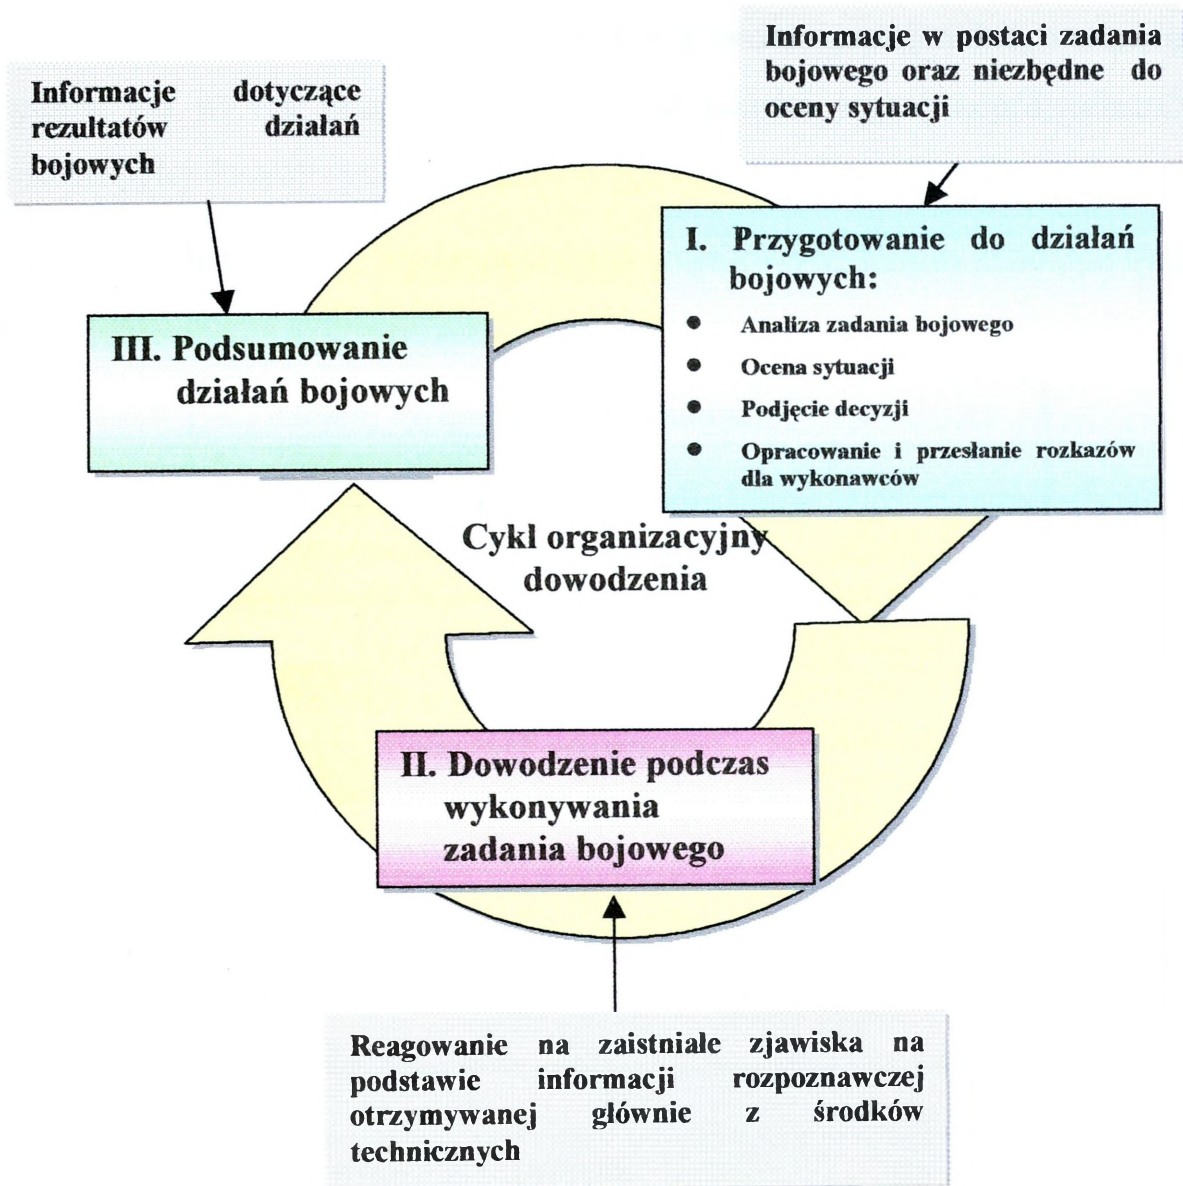 Informacje w postaci zadania
bojowego oraz niezbędne do
oceny sytuacji
Informacje dotyczące
rezultatów działań
bojowych
I. Przygotowanie do działań
bojowych:
● Analiza zadania bojowego
● Ocena sytuacji
● Podjęcie decyzji
● Opracowanie i przesłanie rozkazów
dla wykonawców
III. Podsumowanie
działań bojowych
Cykl organizacyjny
dowodzenia
II. Dowodzenie podczas
wykonywania
zadania bojowego
Reagowanie na zaistniałe zjawiska na
podstawie informacji rozpoznawczej
otrzymywanej głównie z środków
technicznych